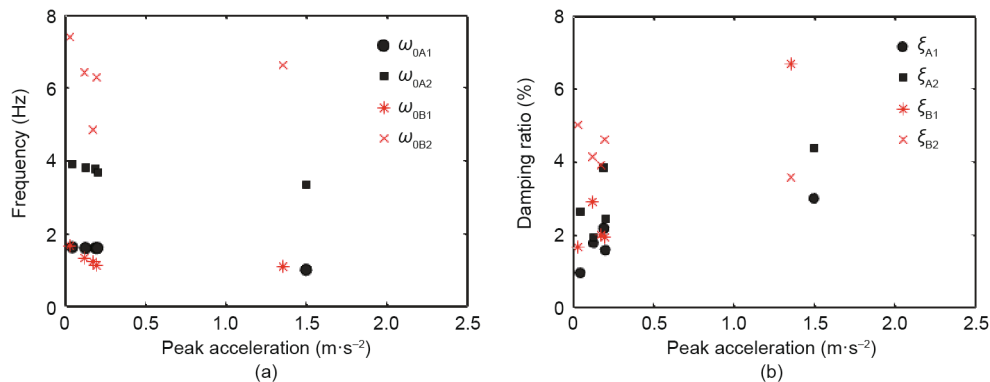 8
6
4
2
0
Frequency (Hz)
ω0A1
ω0A2
ω0B1
ω0B2
0 0.5 1.0 1.5 2.0 2.5
Peak acceleration (m·s−2)
(a)
8
6
4
2
0
Damping ratio (%)
ξA1
ξA2
ξB1
ξB2
0 0.5 1.0 1.5 2.0 2.5
Peak acceleration (m·s−2)
(b)